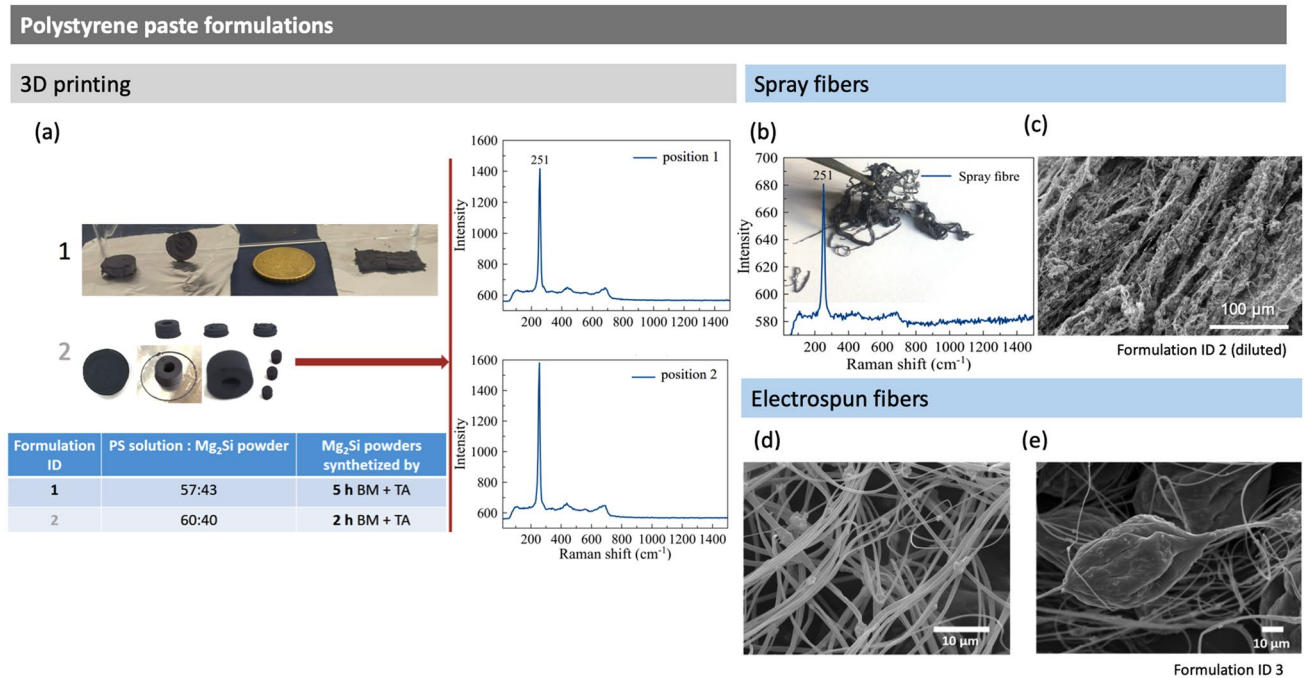 Polystyrene paste formulations
3D printing
Spray fibers
(a)
1
2
Formulation ID
PS solution : Mg₂Si powder
Mg₂Si powders synthetized by
1
57:43
5 h BM + TA
2
60:40
2 h BM + TA
1600
1400
1200
1000
800
600
Intensity
251
position 1
200 400 600 800 1000 1200 1400
1600
1400
1200
1000
800
600
Intensity
position 2
200 400 600 800 1000 1200 1400
Raman shift (cm⁻¹)
(b)
700
680
660
640
620
600
580
Intensity
251
Spray fibre
200 400 600 800 1000 1200 1400
Raman shift (cm⁻¹)
(c)
100 µm
Formulation ID 2 (diluted)
Electrospun fibers
(d)
10 µm
(e)
10 µm
Formulation ID 3